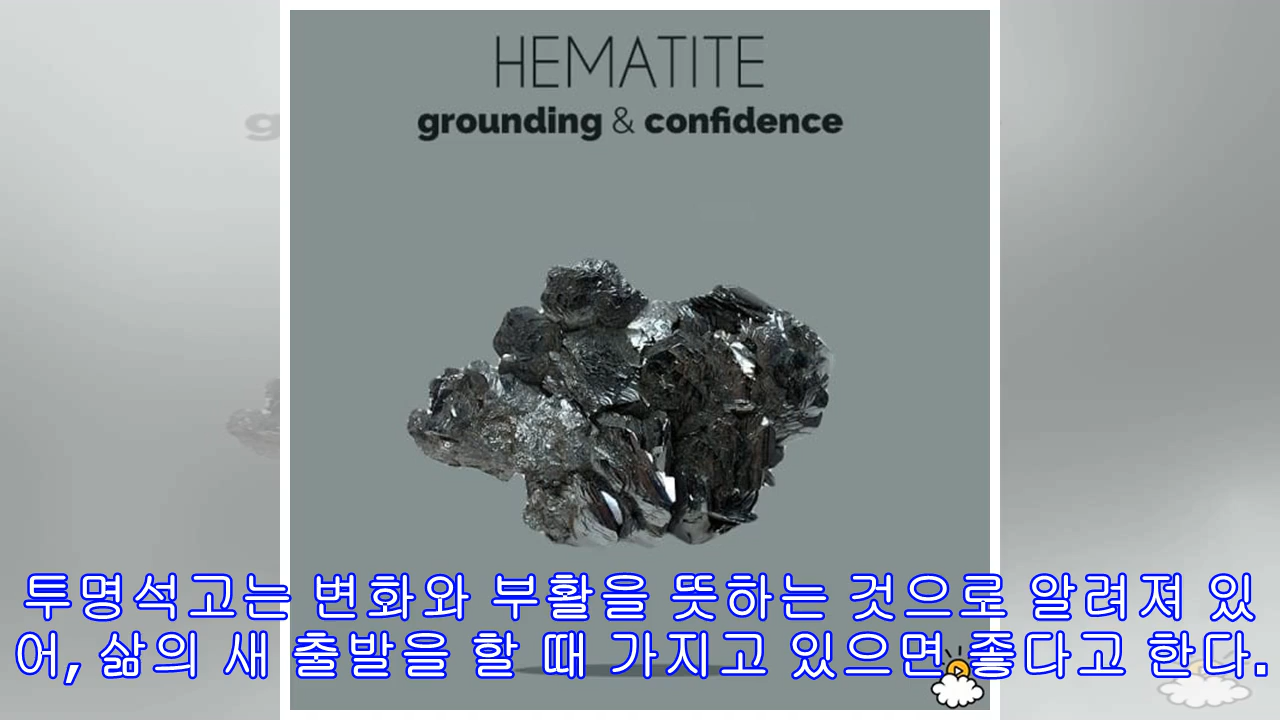 HEMATITE
grounding & confidence
g
투명석고는 변화와 부활을 뜻하는 것으로 알려져 있
어, 삶의 새 출발을 할 때 가지고 있으면 좋다고 한다.